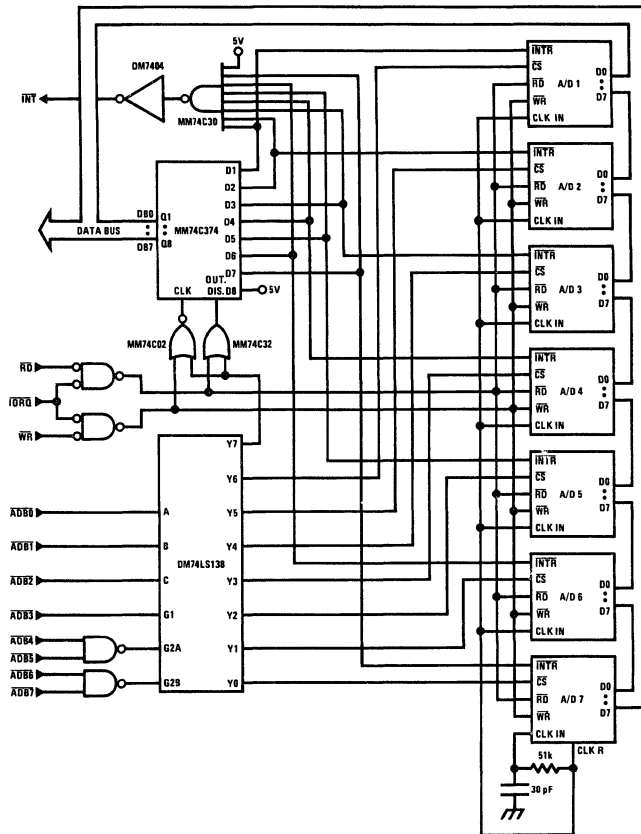 5V
DM7404
INT
MM74C30
INTR
CS
RD
WR
CLK IN
A/D 1
D0
D7
INTR
CS
RD
WR
CLK IN
A/D 2
D0
D7
D1
D2
D3
D4
D5
D6
D7
OUT.
DIS. D8
5V
CLK
MM74C374
DB0 Q1
DB7 Q8
DATA BUS
INTR
CS
RD
WR
CLK IN
A/D 3
D0
D7
MM74C02
MM74C32
RD
IORQ
WR
INTR
CS
RD
WR
CLK IN
A/D 4
D0
D7
INTR
CS
RD
WR
CLK IN
A/D 5
D0
D7
ADB0
ADB1
ADB2
ADB3
ADB4
ADB5
ADB6
ADB7
A
B
C
G1
G2A
G2B
DM74LS138
Y7
Y6
Y5
Y4
Y3
Y2
Y1
Y0
INTR
CS
RD
WR
CLK IN
A/D 6
D0
D7
INTR
CS
RD
WR
CLK IN
A/D 7
D0
D7
CLK R
51k
30 pF